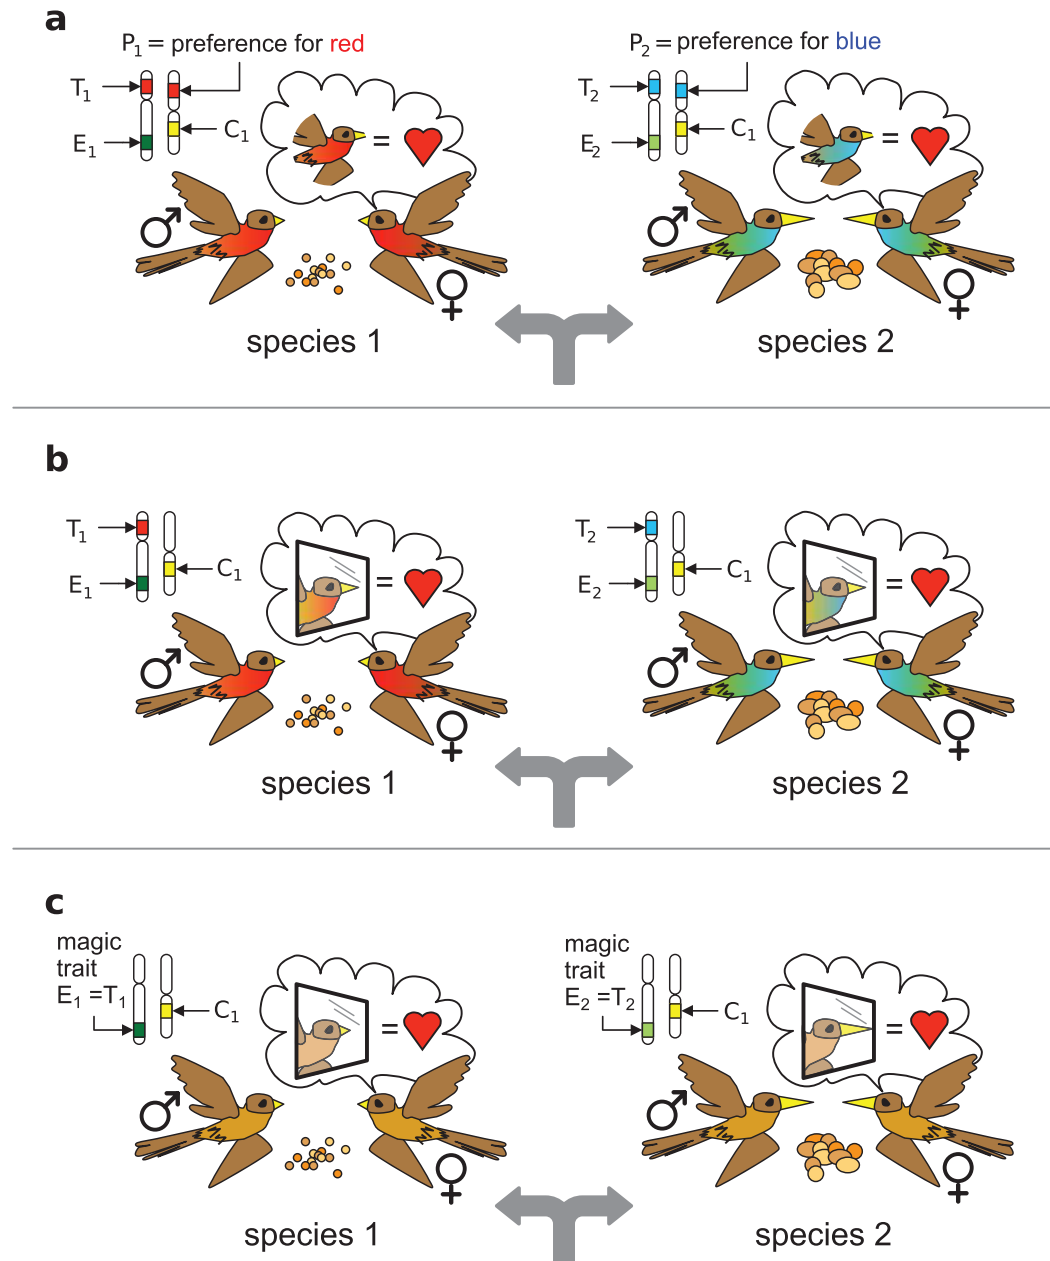 a
P₁ = preference for red
P₂ = preference for blue
T₁
C₁
E₁
T₂
C₁
E₂
=
=
♂
♀
♂
♀
species 1
species 2
b
T₁
C₁
E₁
T₂
C₁
E₂
=
=
♂
♀
♂
♀
species 1
species 2
c
magic
trait
E₁ =T₁
C₁
magic
trait
E₂ =T₂
C₁
=
=
♂
♀
♂
♀
species 1
species 2